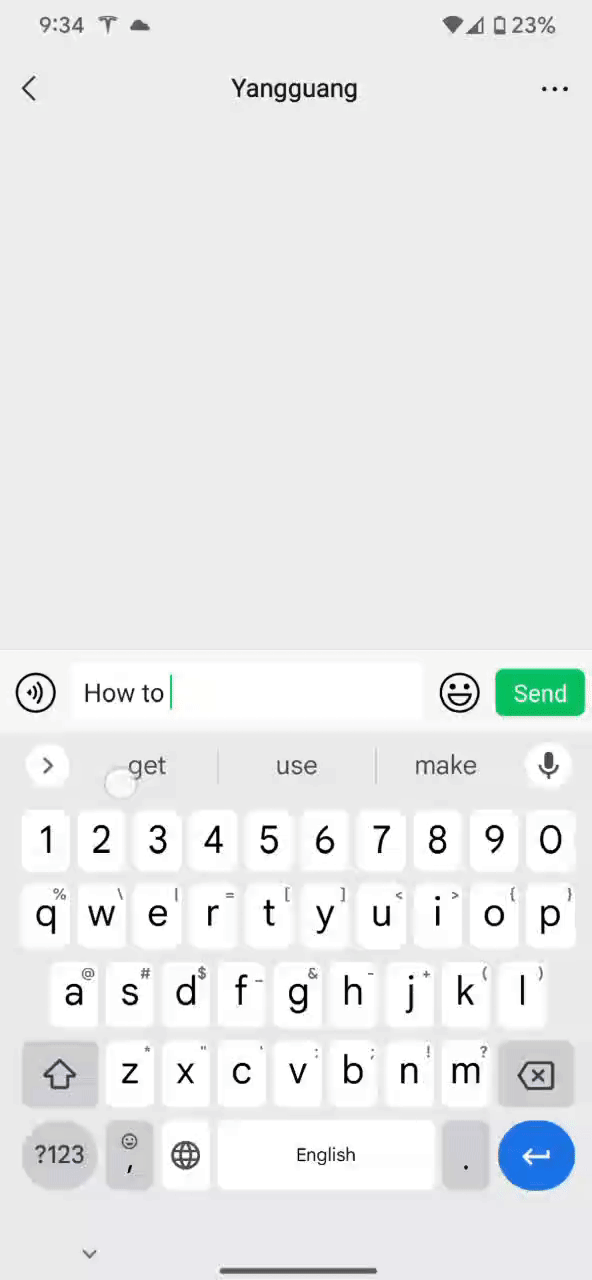 9:34 23%
Yangguang
How to Send
get use make
1 2 3 4 5 6 7 8 9 0
% \ | = [ ] < > { }
q w e r t y u i o p
@ # $ _ & - + ( )
a s d f g h j k l
* " ' : ; ! ?
z x c v b n m
?123 , English .